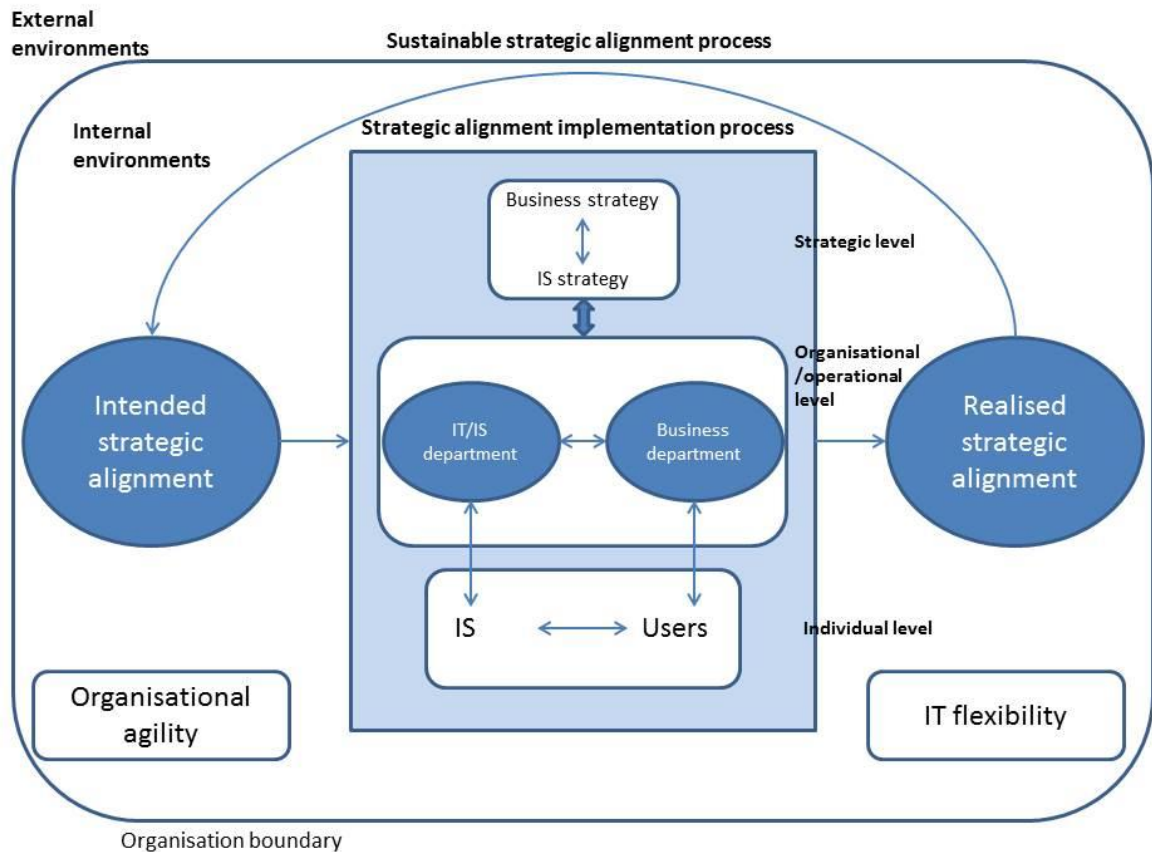 External
environments
Sustainable strategic alignment process
Internal
environments
Strategic alignment implementation process
Business strategy
IS strategy
Strategic level
Intended
strategic
alignment
IT/IS
department
Business
department
Organisational
/operational
level
Realised
strategic
alignment
IS
Users
Individual level
Organisational
agility
IT flexibility
Organisation boundary